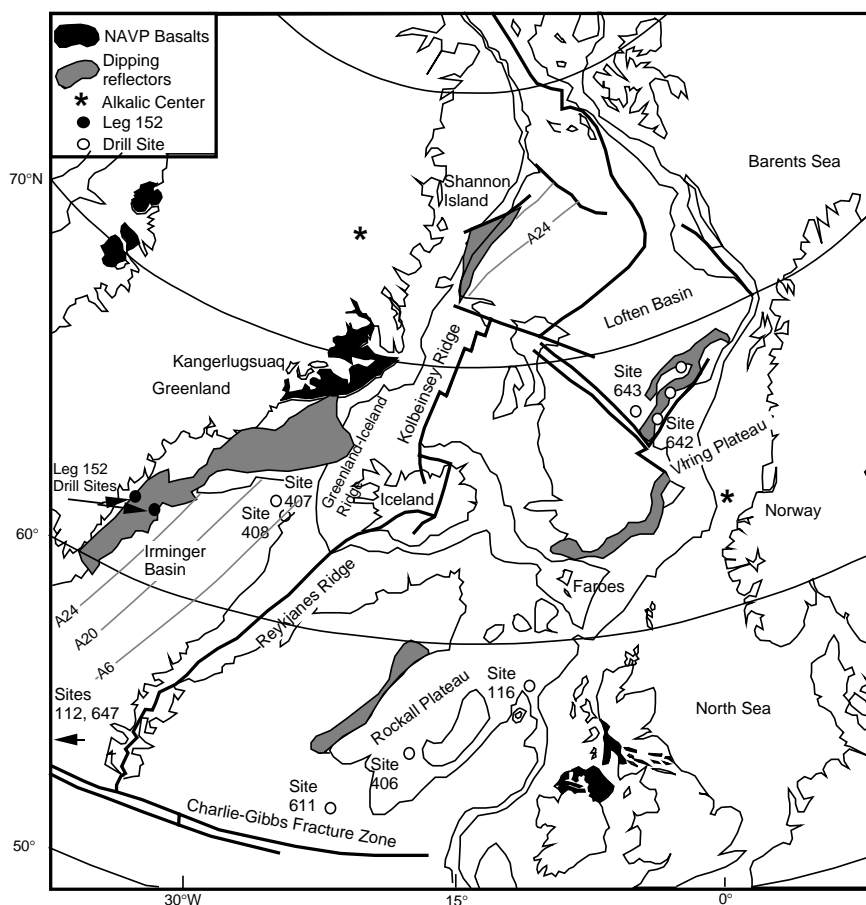 NAVP Basalts
Dipping
reflectors
* Alkalic Center
Leg 152
Drill Site
70°N
Barents Sea
Shannon
Island
A24
Loften Basin
Kolbeinsey Ridge
Kangerlugsuaq
Greenland
Site
643
Site
642
VIring Plateau
Greenland-Iceland
Ridge
Leg 152
Drill Sites
Site
407
Iceland
Site
408
Norway
60°
Irminger
Basin
Faroes
Reykjanes Ridge
A24
A20
A6
Sites
112, 647
Site
116
Rockall Plateau
North Sea
Site
406
Site
611
Charlie-Gibbs Fracture Zone
50°
30°W
15°
0°